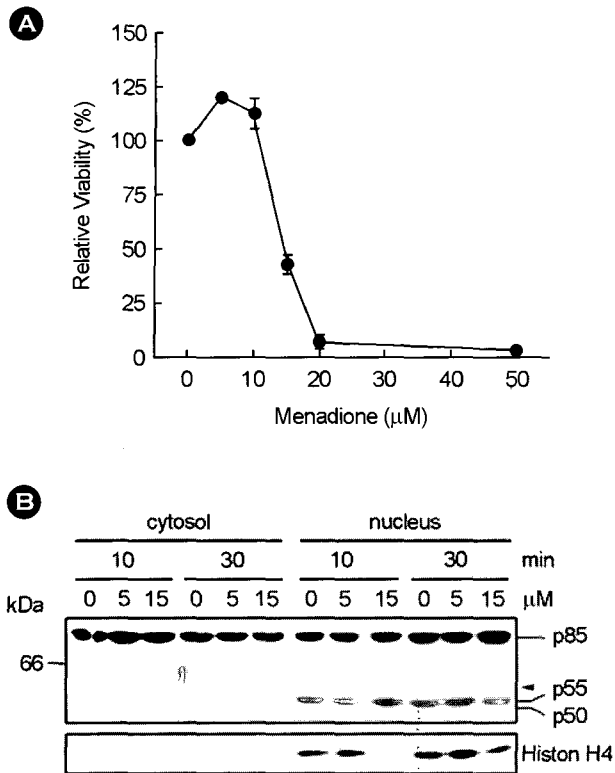 A
150
125
100
75
50
25
0
Relative Viability (%)
0 10 20 30 40 50
Menadione (μM)
B
cytosol nucleus
10 30 10 30 min
0 5 15 0 5 15 0 5 15 0 5 15 μM
kDa
66
p85
p55
p50
Histon H4